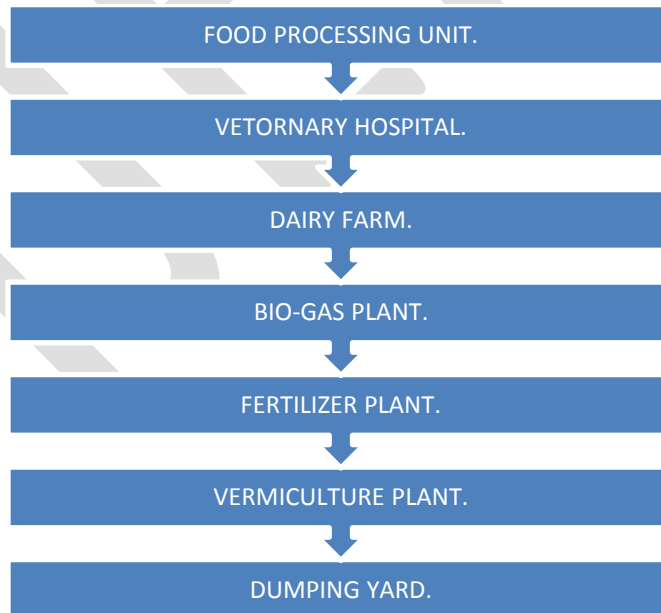 FOOD PROCESSING UNIT.
VETORNARY HOSPITAL.
DAIRY FARM.
BIO-GAS PLANT.
FERTILIZER PLANT.
VERMICULTURE PLANT.
DUMPING YARD.